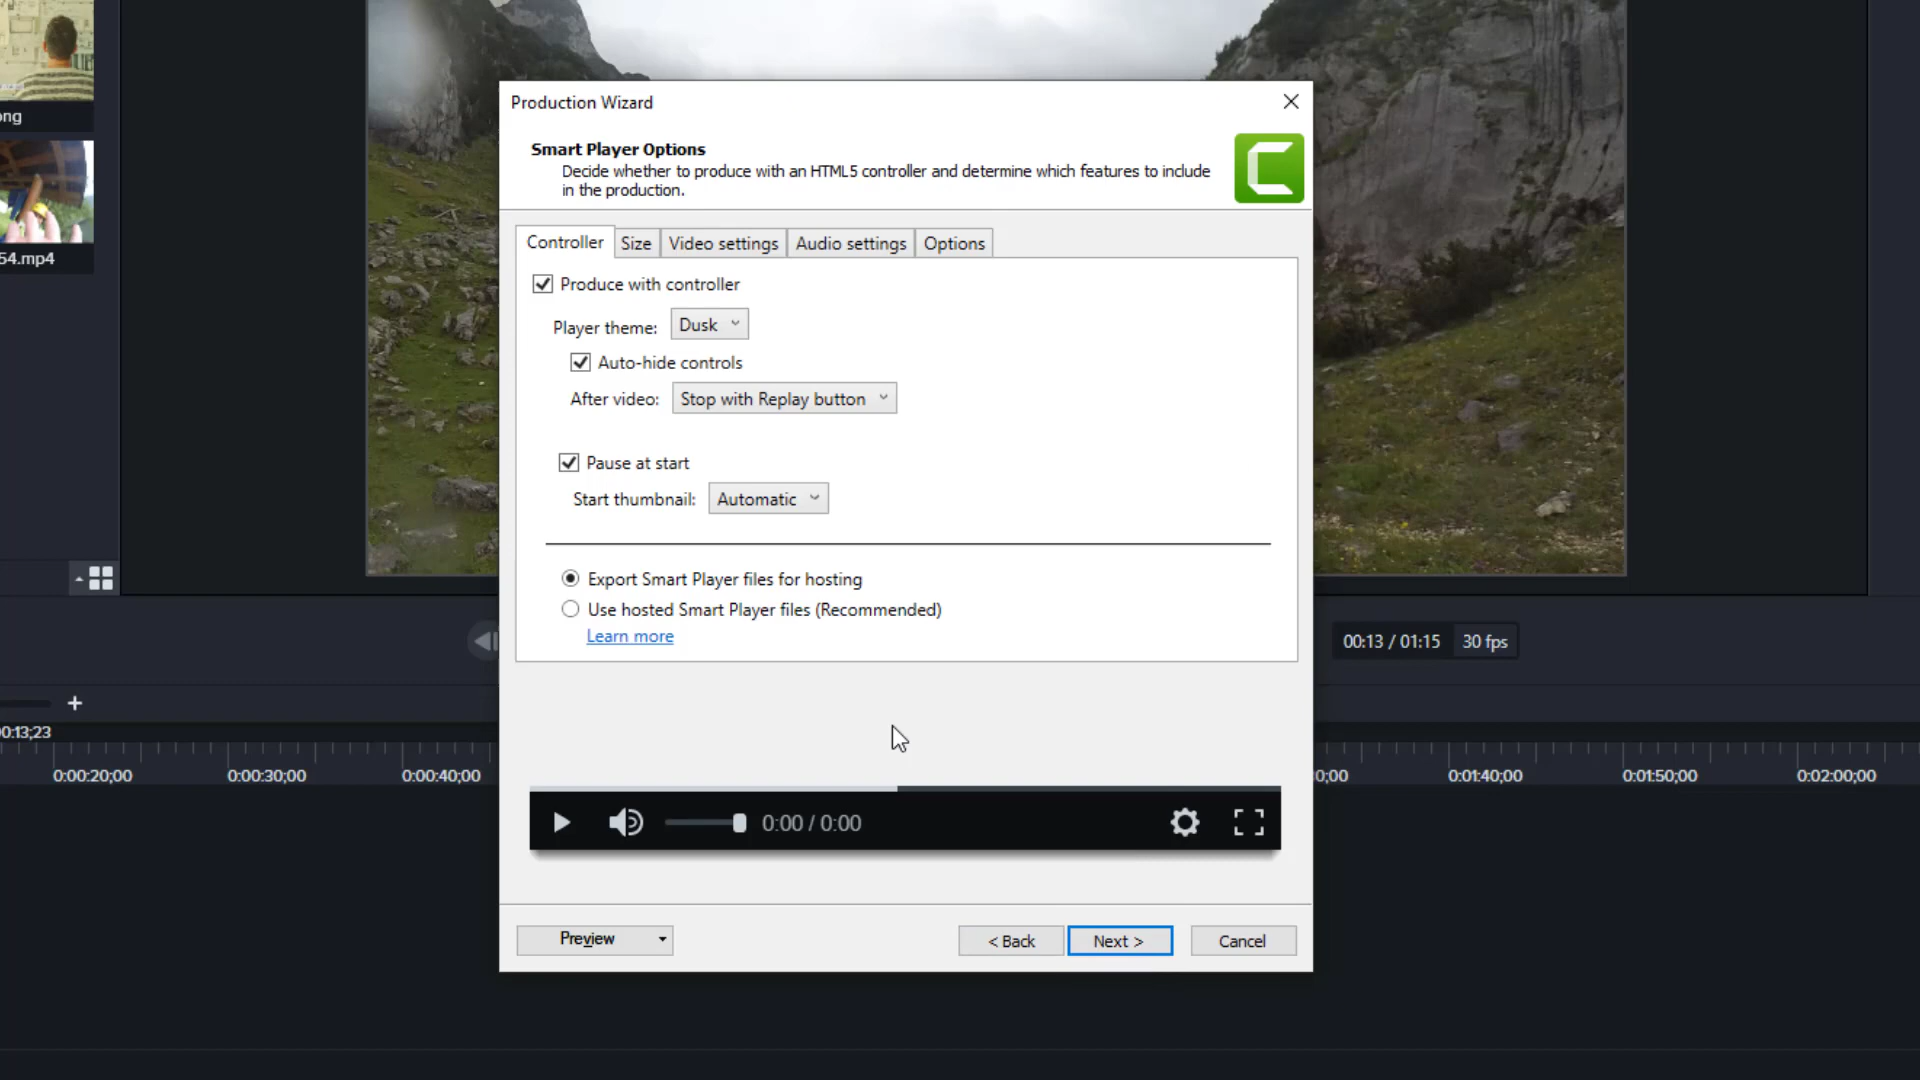 ong
54.mp4
Production Wizard
Smart Player Options
Decide whether to produce with an HTML5 controller and determine which features to include
in the production.
Controller Size Video settings Audio settings Options
Produce with controller
Player theme: Dusk
Auto-hide controls
After video: Stop with Replay button
Pause at start
Start thumbnail: Automatic
Export Smart Player files for hosting
Use hosted Smart Player files (Recommended)
Learn more
00:13 / 01:15 30 fps
0:13;23
0:00:20;00 0:00:30;00 0:00:40;00 0;00 0:01:40;00 0:01:50;00 0:02:00;00
0:00 / 0:00
Preview < Back Next > Cancel